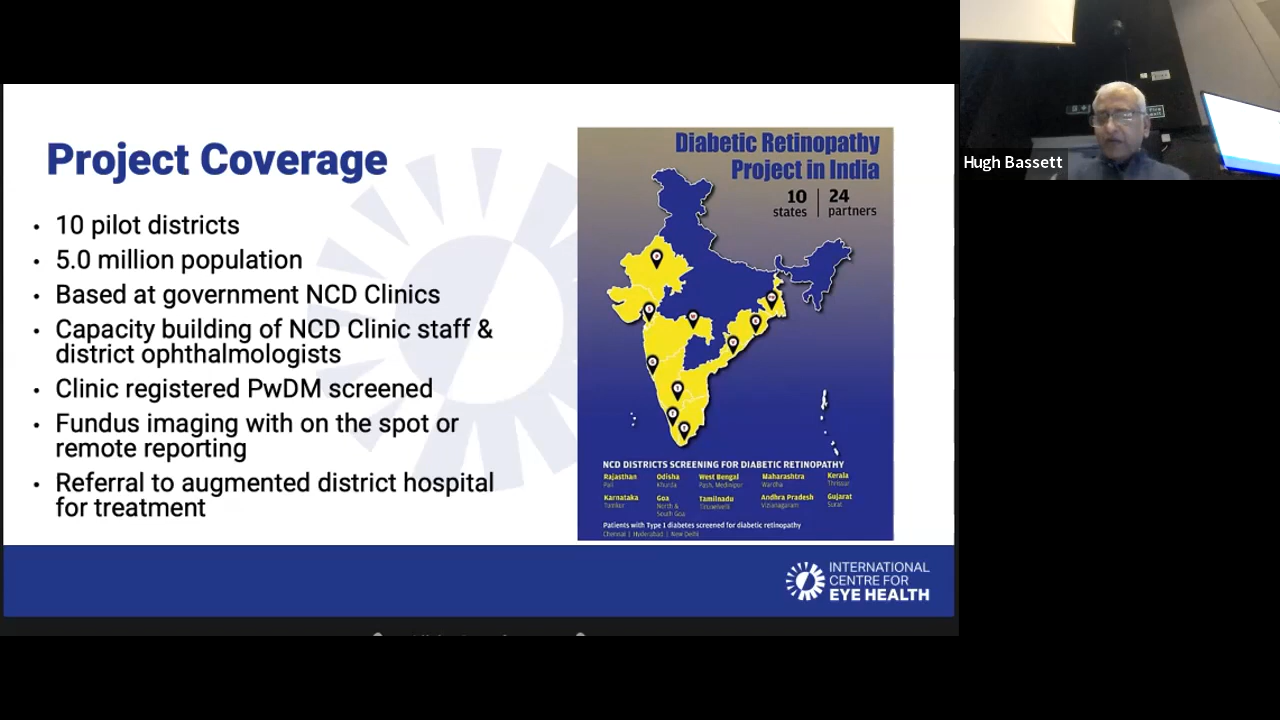 Project Coverage
• 10 pilot districts
• 5.0 million population
• Based at government NCD Clinics
• Capacity building of NCD Clinic staff &
district ophthalmologists
• Clinic registered PwDM screened
• Fundus imaging with on the spot or
remote reporting
• Referral to augmented district hospital
for treatment
Diabetic Retinopathy
Project in India
10 states | 24 partners
NCD DISTRICTS SCREENING FOR DIABETIC RETINOPATHY
Rajasthan Odisha West Bengal Maharashtra Kerala
Pali Khurda Pash. Medinipur Wardha Thrissur
Karnataka Goa Tamilnadu Andhra Pradesh Gujarat
Tumkur North & South Goa Tirunelveli Vizianagaram Surat
Patients with Type 1 diabetes screened for diabetic retinopathy
Chennai | Hyderabad | New Delhi
INTERNATIONAL
CENTRE FOR
EYE HEALTH
Hugh Bassett